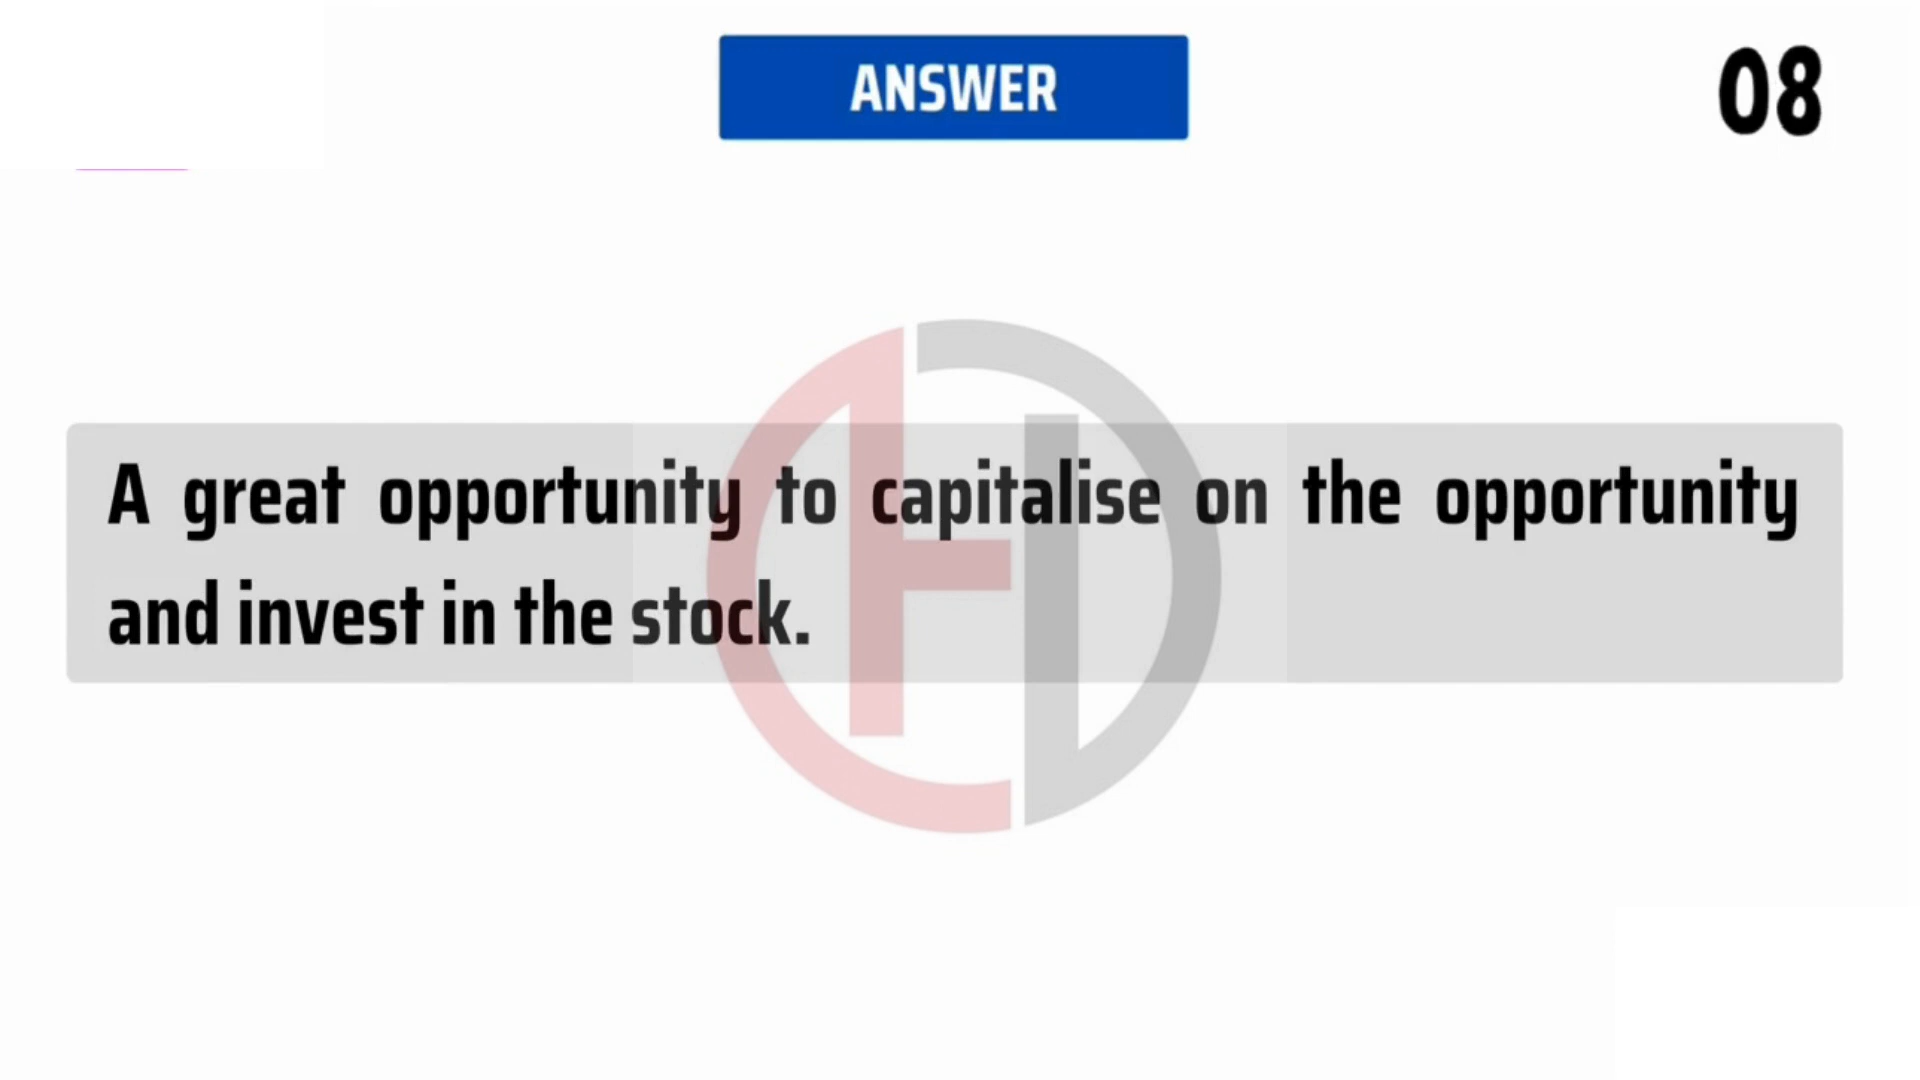 ANSWER
08
A great opportunity to capitalise on the opportunity
and invest in the stock.